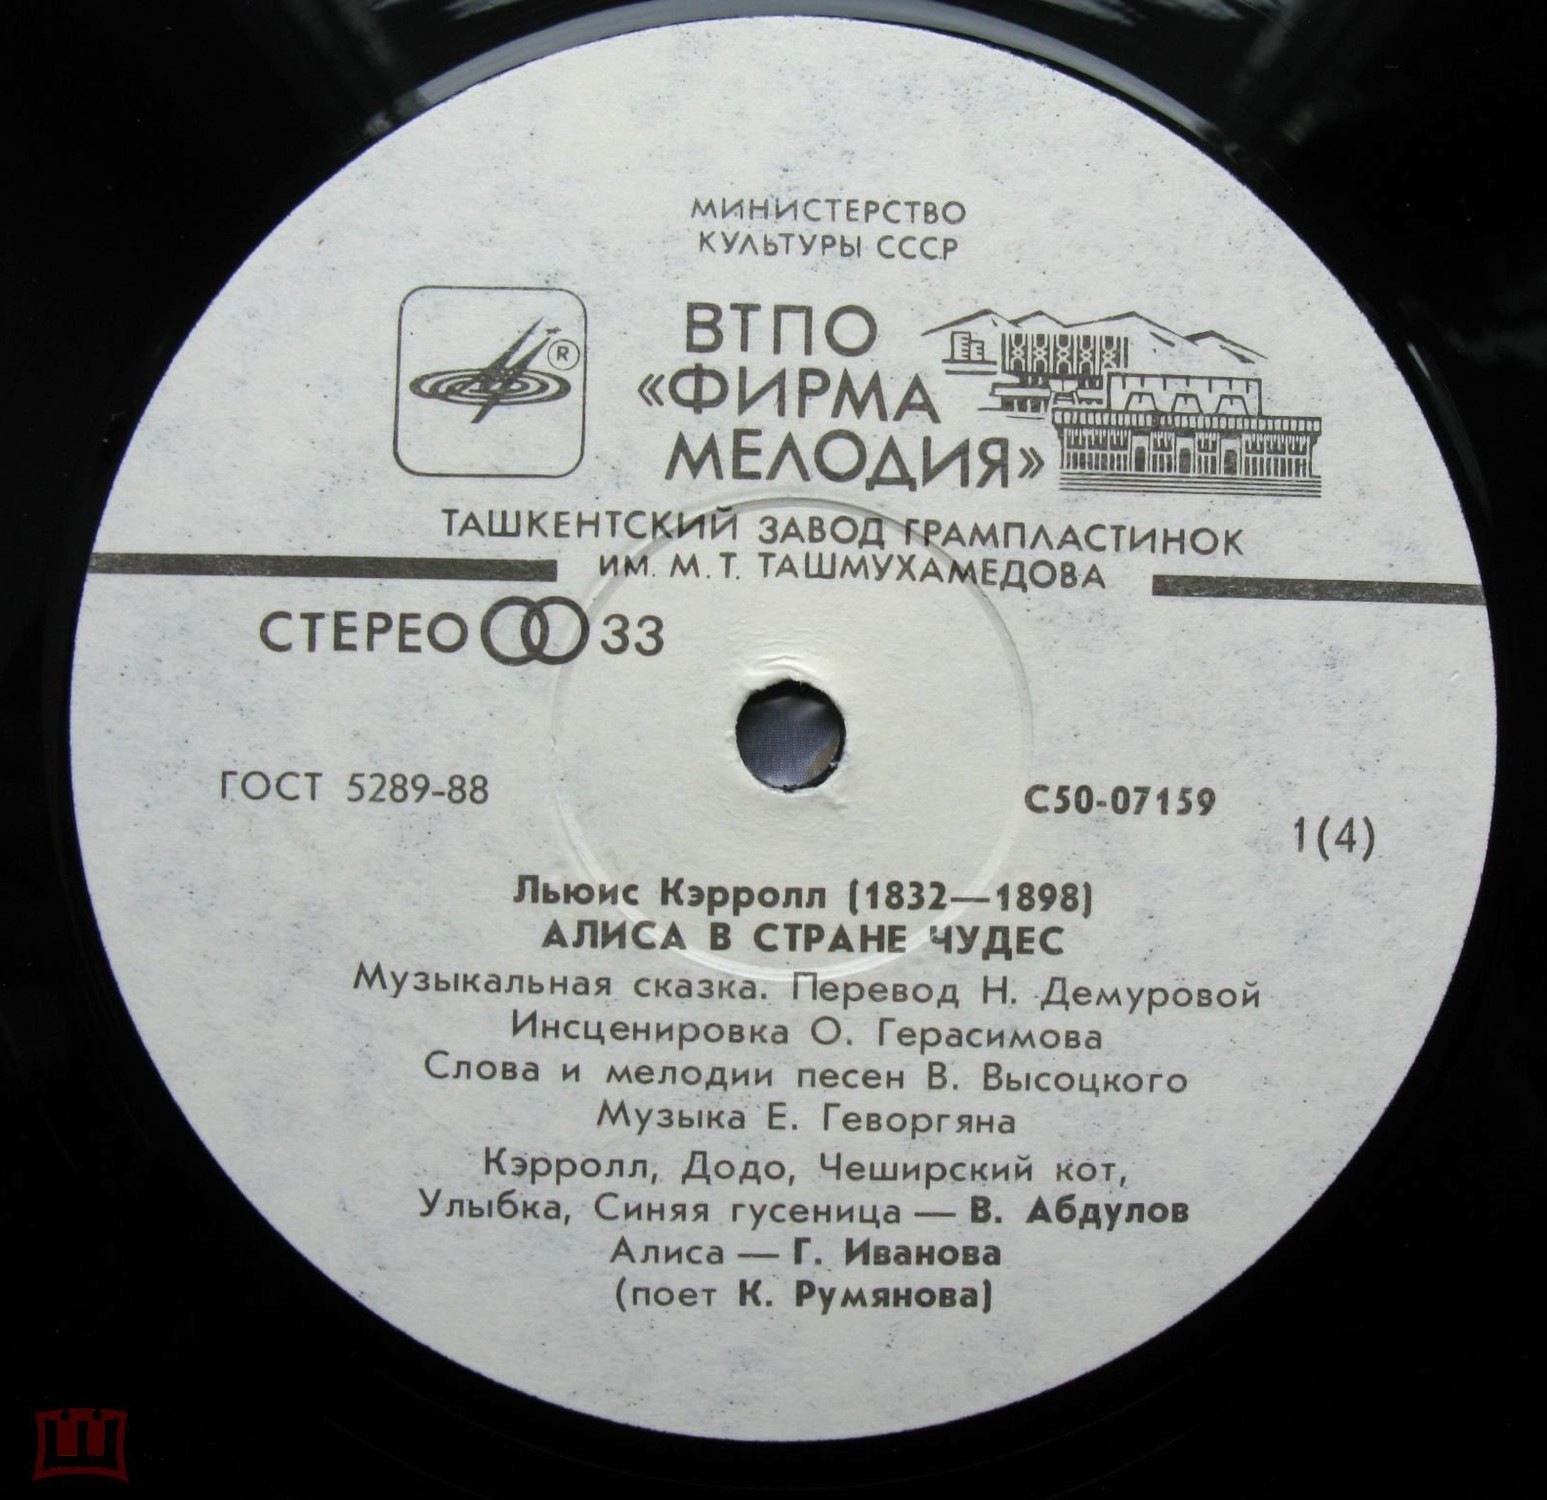 МИНИСТЕРСТВО
КУЛЬТУРЫ СССР
ВТПО
«ФИРМА
МЕЛОДИЯ»
®
ТАШКЕНТСКИЙ ЗАВОД ГРАМПЛАСТИНОК
ИМ. М. Т. ТАШМУХАМЕДОВА
СТЕРЕО 33
ГОСТ 5289-88
С50-07159
1(4)
Льюис Кэрролл (1832—1898)
АЛИСА В СТРАНЕ ЧУДЕС
Музыкальная сказка. Перевод Н. Демуровой
Инсценировка О. Герасимова
Слова и мелодии песен В. Высоцкого
Музыка Е. Геворгяна
Кэрролл, Додо, Чеширский кот,
Улыбка, Синяя гусеница — В. Абдулов
Алиса — Г. Иванова
(поет К. Румянова)